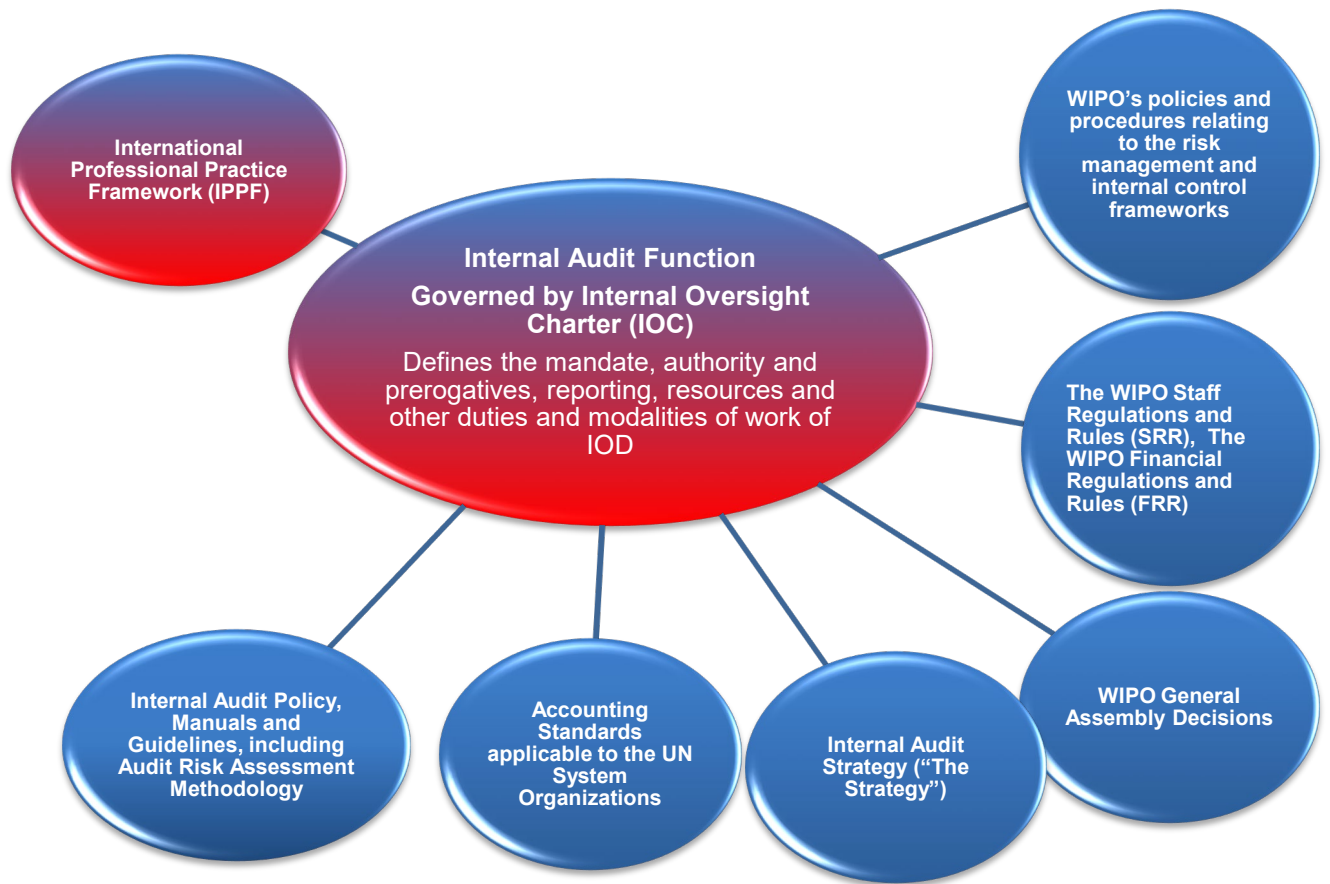 International
Professional Practice
Framework (IPPF)
WIPO’s policies and
procedures relating
to the risk
management and
internal control
frameworks
Internal Audit Function
Governed by Internal Oversight
Charter (IOC)
Defines the mandate, authority and
prerogatives, reporting, resources and
other duties and modalities of work of
IOD
The WIPO Staff
Regulations and
Rules (SRR),  The
WIPO Financial
Regulations and
Rules (FRR)
Internal Audit Policy,
Manuals and
Guidelines, including
Audit Risk Assessment
Methodology
Accounting
Standards
applicable to the UN
System
Organizations
Internal Audit
Strategy (“The
Strategy”)
WIPO General
Assembly Decisions